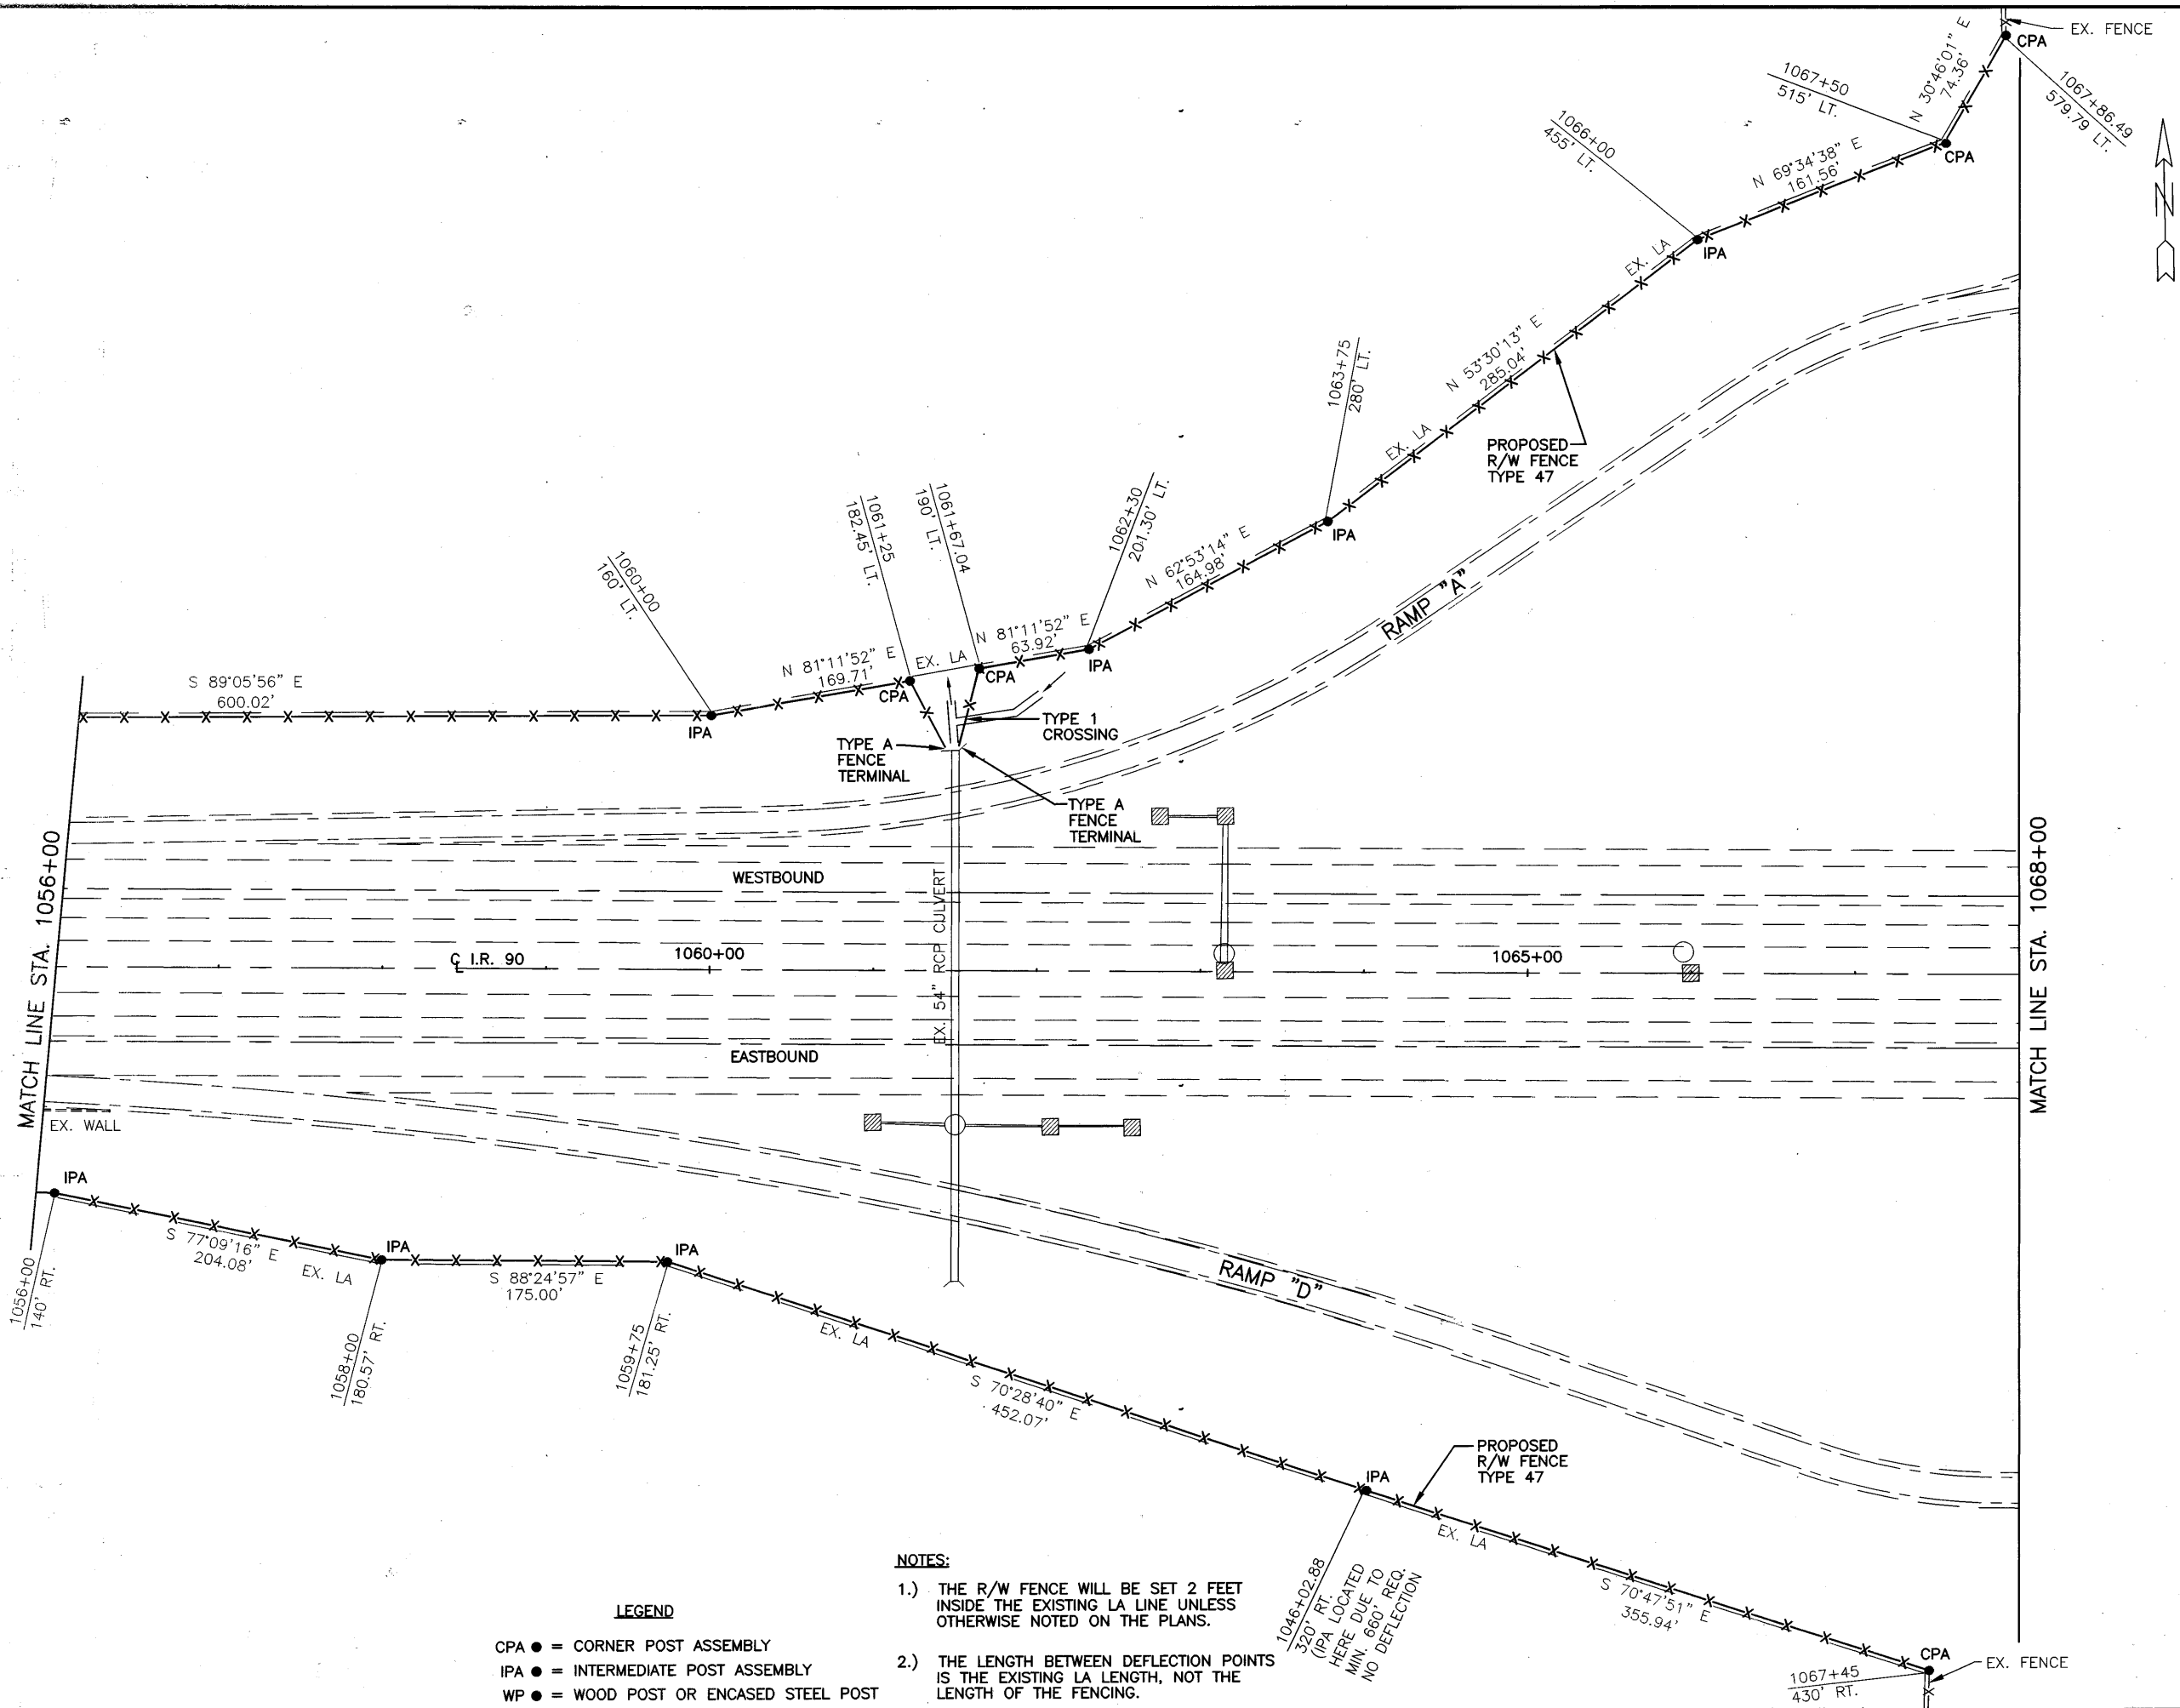 EX. FENCE
CPA
N 30°46'01" E
74.36'
1067+86.49
579.79 LT.
1067+50
515' LT.
CPA
N
1066+00
455' LT.
N 69°34'38" E
161.56'
IPA
EX. LA
N 53°30'13" E
285.04'
1063+75
280' LT.
EX. LA
PROPOSED
R/W FENCE
TYPE 47
IPA
1061+25
182.45' LT.
1061+67.04
190' LT.
1062+30
201.30' LT.
N 62°53'14" E
164.98'
1060+00
160' LT.
RAMP "A"
N 81°11'52" E
63.92'
N 81°11'52" E
169.71'
EX. LA
CPA
CPA
IPA
S 89°05'56" E
600.02'
IPA
TYPE 1
CROSSING
TYPE A
FENCE
TERMINAL
TYPE A
FENCE
TERMINAL
MATCH LINE STA. 1056+00
MATCH LINE STA. 1068+00
WESTBOUND
EX. 54" RCP CULVERT
℄ I.R. 90
1060+00
1065+00
EASTBOUND
EX. WALL
IPA
S 77°09'16" E
204.08'
EX. LA
1056+00
140' RT.
IPA
S 88°24'57" E
175.00'
IPA
1058+00
180.57' RT.
1059+75
181.25' RT.
EX. LA
RAMP "D"
S 70°28'40" E
452.07'
IPA
PROPOSED
R/W FENCE
TYPE 47
EX. LA
1046+02.88
320' RT.
(IPA LOCATED
HERE DUE TO
MIN. 660' REQ.
NO DEFLECTION
S 70°47'51" E
355.94'
CPA
EX. FENCE
1067+45
430' RT.
LEGEND
CPA ● = CORNER POST ASSEMBLY
IPA ● = INTERMEDIATE POST ASSEMBLY
WP ● = WOOD POST OR ENCASED STEEL POST
NOTES:
1.) THE R/W FENCE WILL BE SET 2 FEET
INSIDE THE EXISTING LA LINE UNLESS
OTHERWISE NOTED ON THE PLANS.
2.) THE LENGTH BETWEEN DEFLECTION POINTS
IS THE EXISTING LA LENGTH, NOT THE
LENGTH OF THE FENCING.